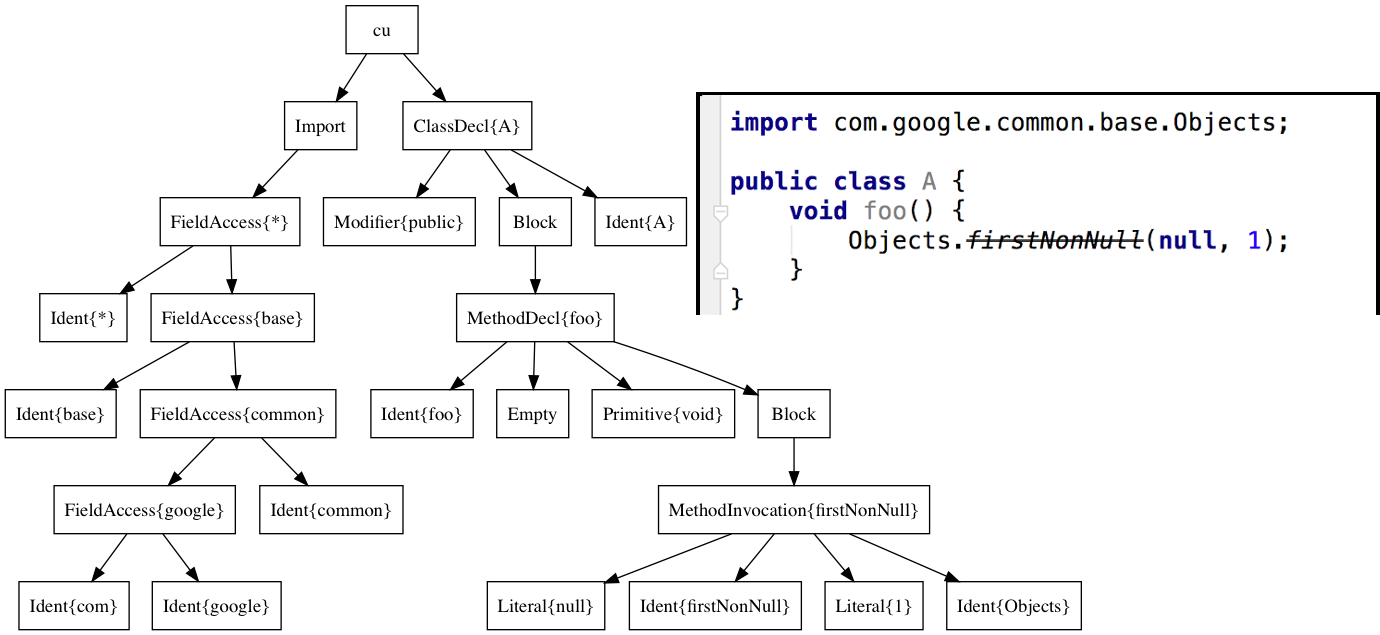 cu
Import
ClassDecl{A}
FieldAccess{*}
Modifier{public}
Block
Ident{A}
Ident{*}
FieldAccess{base}
MethodDecl{foo}
Ident{base}
FieldAccess{common}
Ident{foo}
Empty
Primitive{void}
Block
FieldAccess{google}
Ident{common}
MethodInvocation{firstNonNull}
Ident{com}
Ident{google}
Literal{null}
Ident{firstNonNull}
Literal{1}
Ident{Objects}
import com.google.common.base.Objects;
public class A {
void foo() {
Objects.firstNonNull(null, 1);
}
}